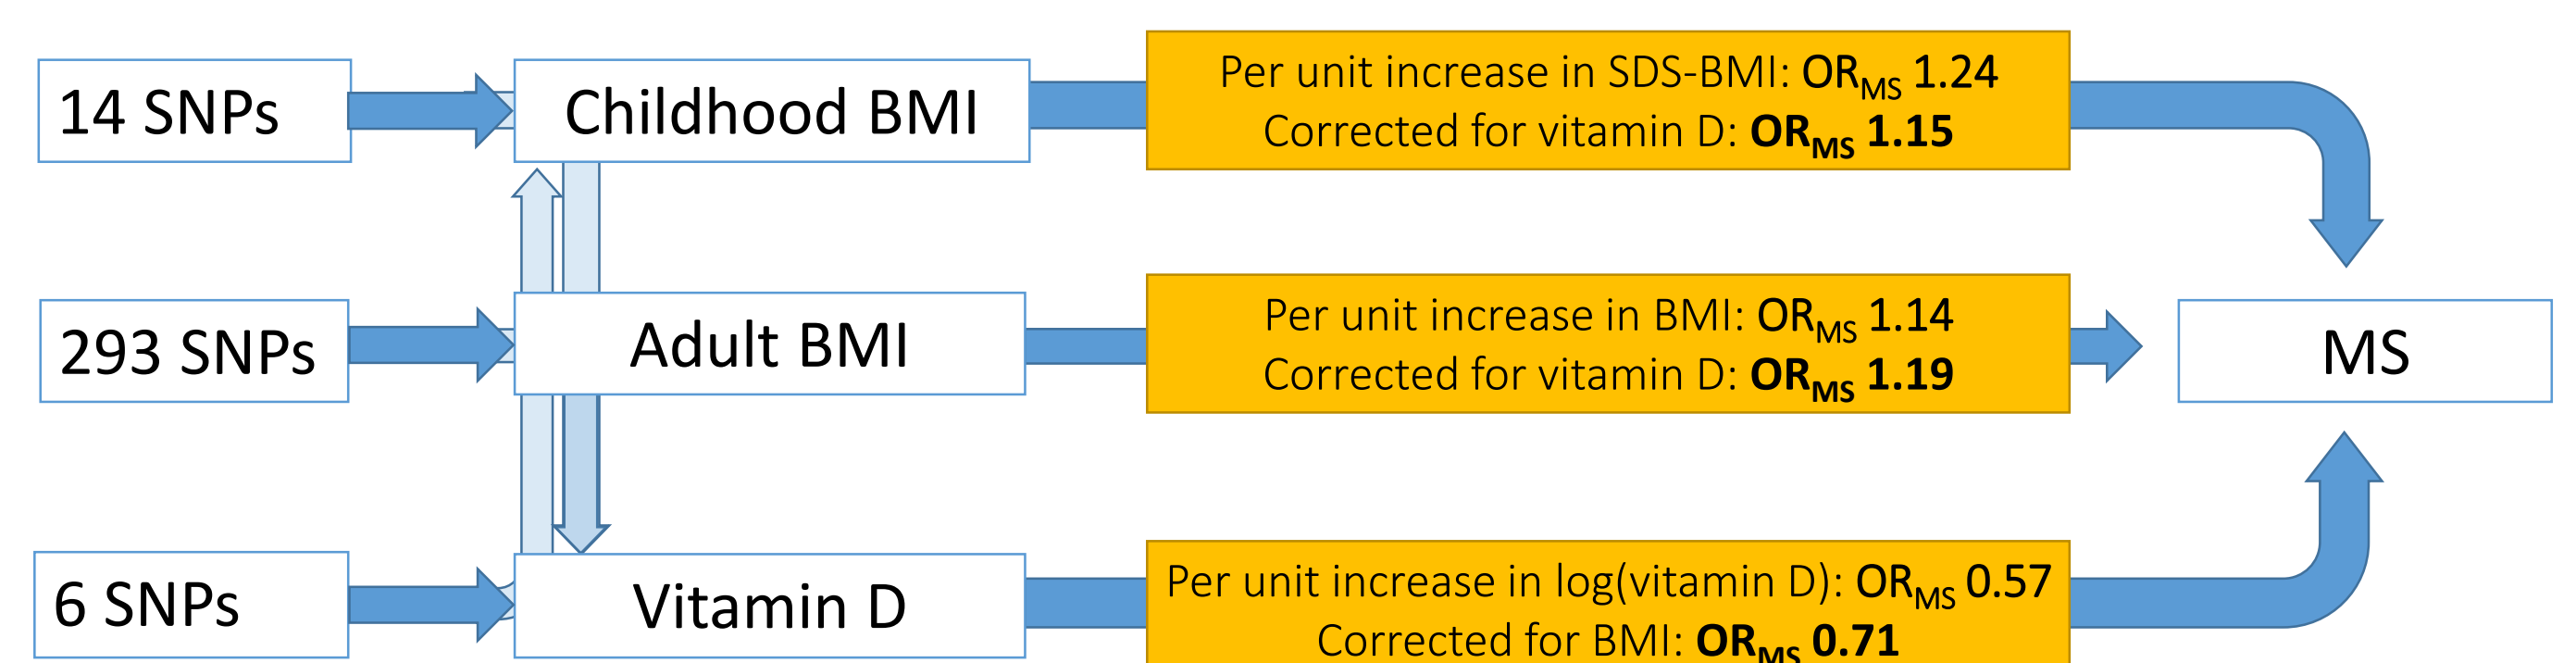 14 SNPs
Childhood BMI
Per unit increase in SDS-BMI: ORMS 1.24
Corrected for vitamin D: ORMS 1.15
293 SNPs
Adult BMI
Per unit increase in BMI: ORMS 1.14
Corrected for vitamin D: ORMS 1.19
MS
6 SNPs
Vitamin D
Per unit increase in log(vitamin D): ORMS 0.57
Corrected for BMI: ORMS 0.71